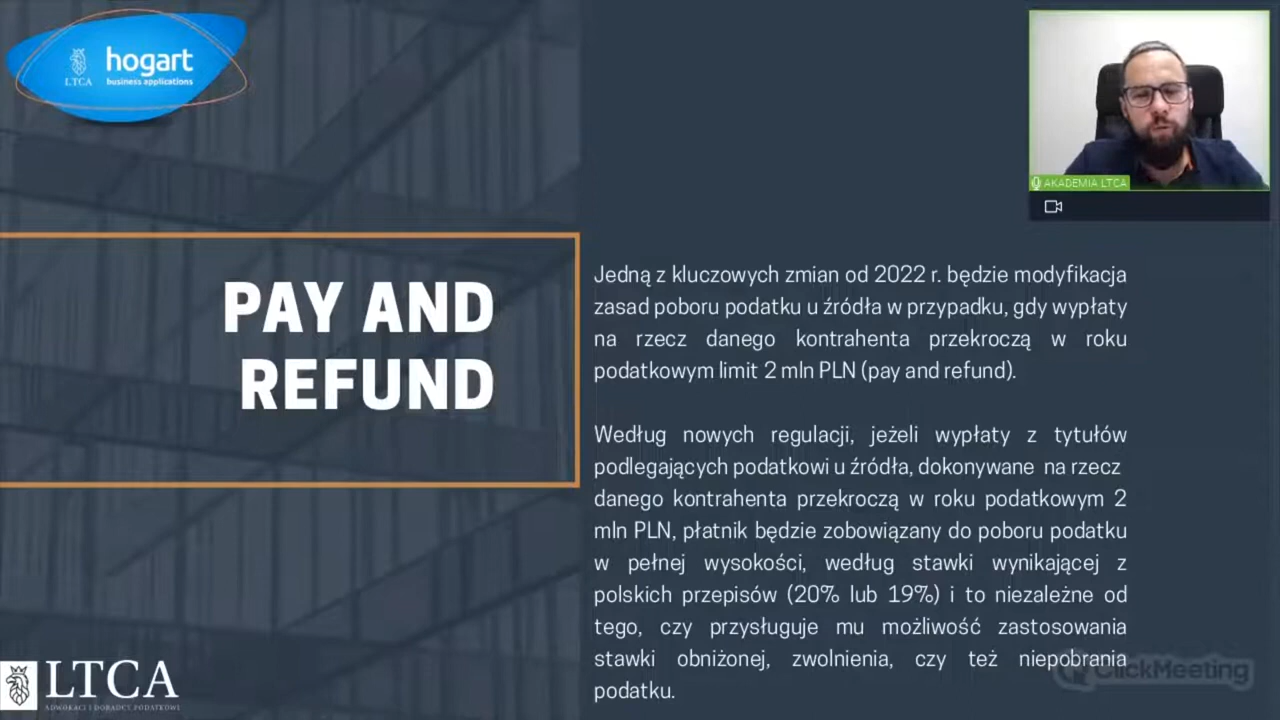 LTCA
hogart
business applications
AKADEMIA LTCA
PAY AND
REFUND
Jedną z kluczowych zmian od 2022 r. będzie modyfikacja
zasad poboru podatku u źródła w przypadku, gdy wypłaty
na rzecz danego kontrahenta przekroczą w roku
podatkowym limit 2 mln PLN (pay and refund).
Według nowych regulacji, jeżeli wypłaty z tytułów
podlegających podatkowi u źródła, dokonywane na rzecz
danego kontrahenta przekroczą w roku podatkowym 2
mln PLN, płatnik będzie zobowiązany do poboru podatku
w pełnej wysokości, według stawki wynikającej z
polskich przepisów (20% lub 19%) i to niezależne od
tego, czy przysługuje mu możliwość zastosowania
stawki obniżonej, zwolnienia, czy też niepobrania
podatku.
LTCA
ADWOKACI I DORADCY PODATKOWI
ClickMeeting